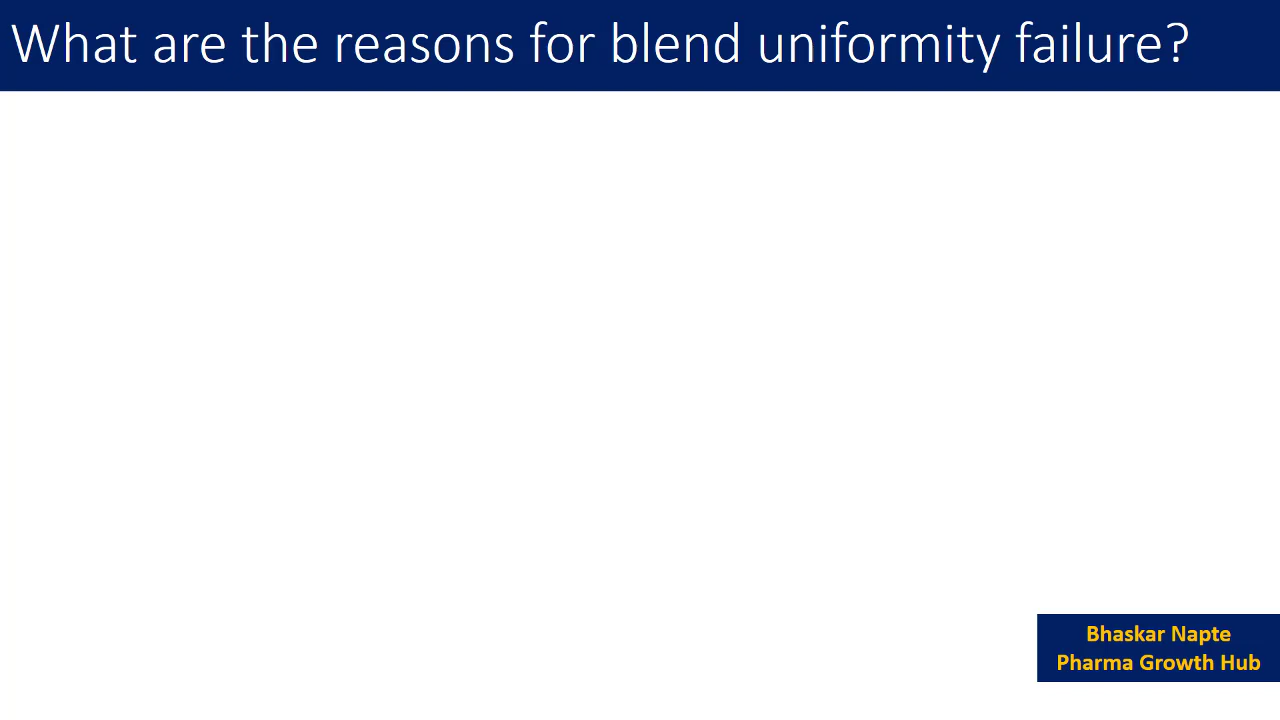 What are the reasons for blend uniformity failure?
Bhaskar Napte
Pharma Growth Hub